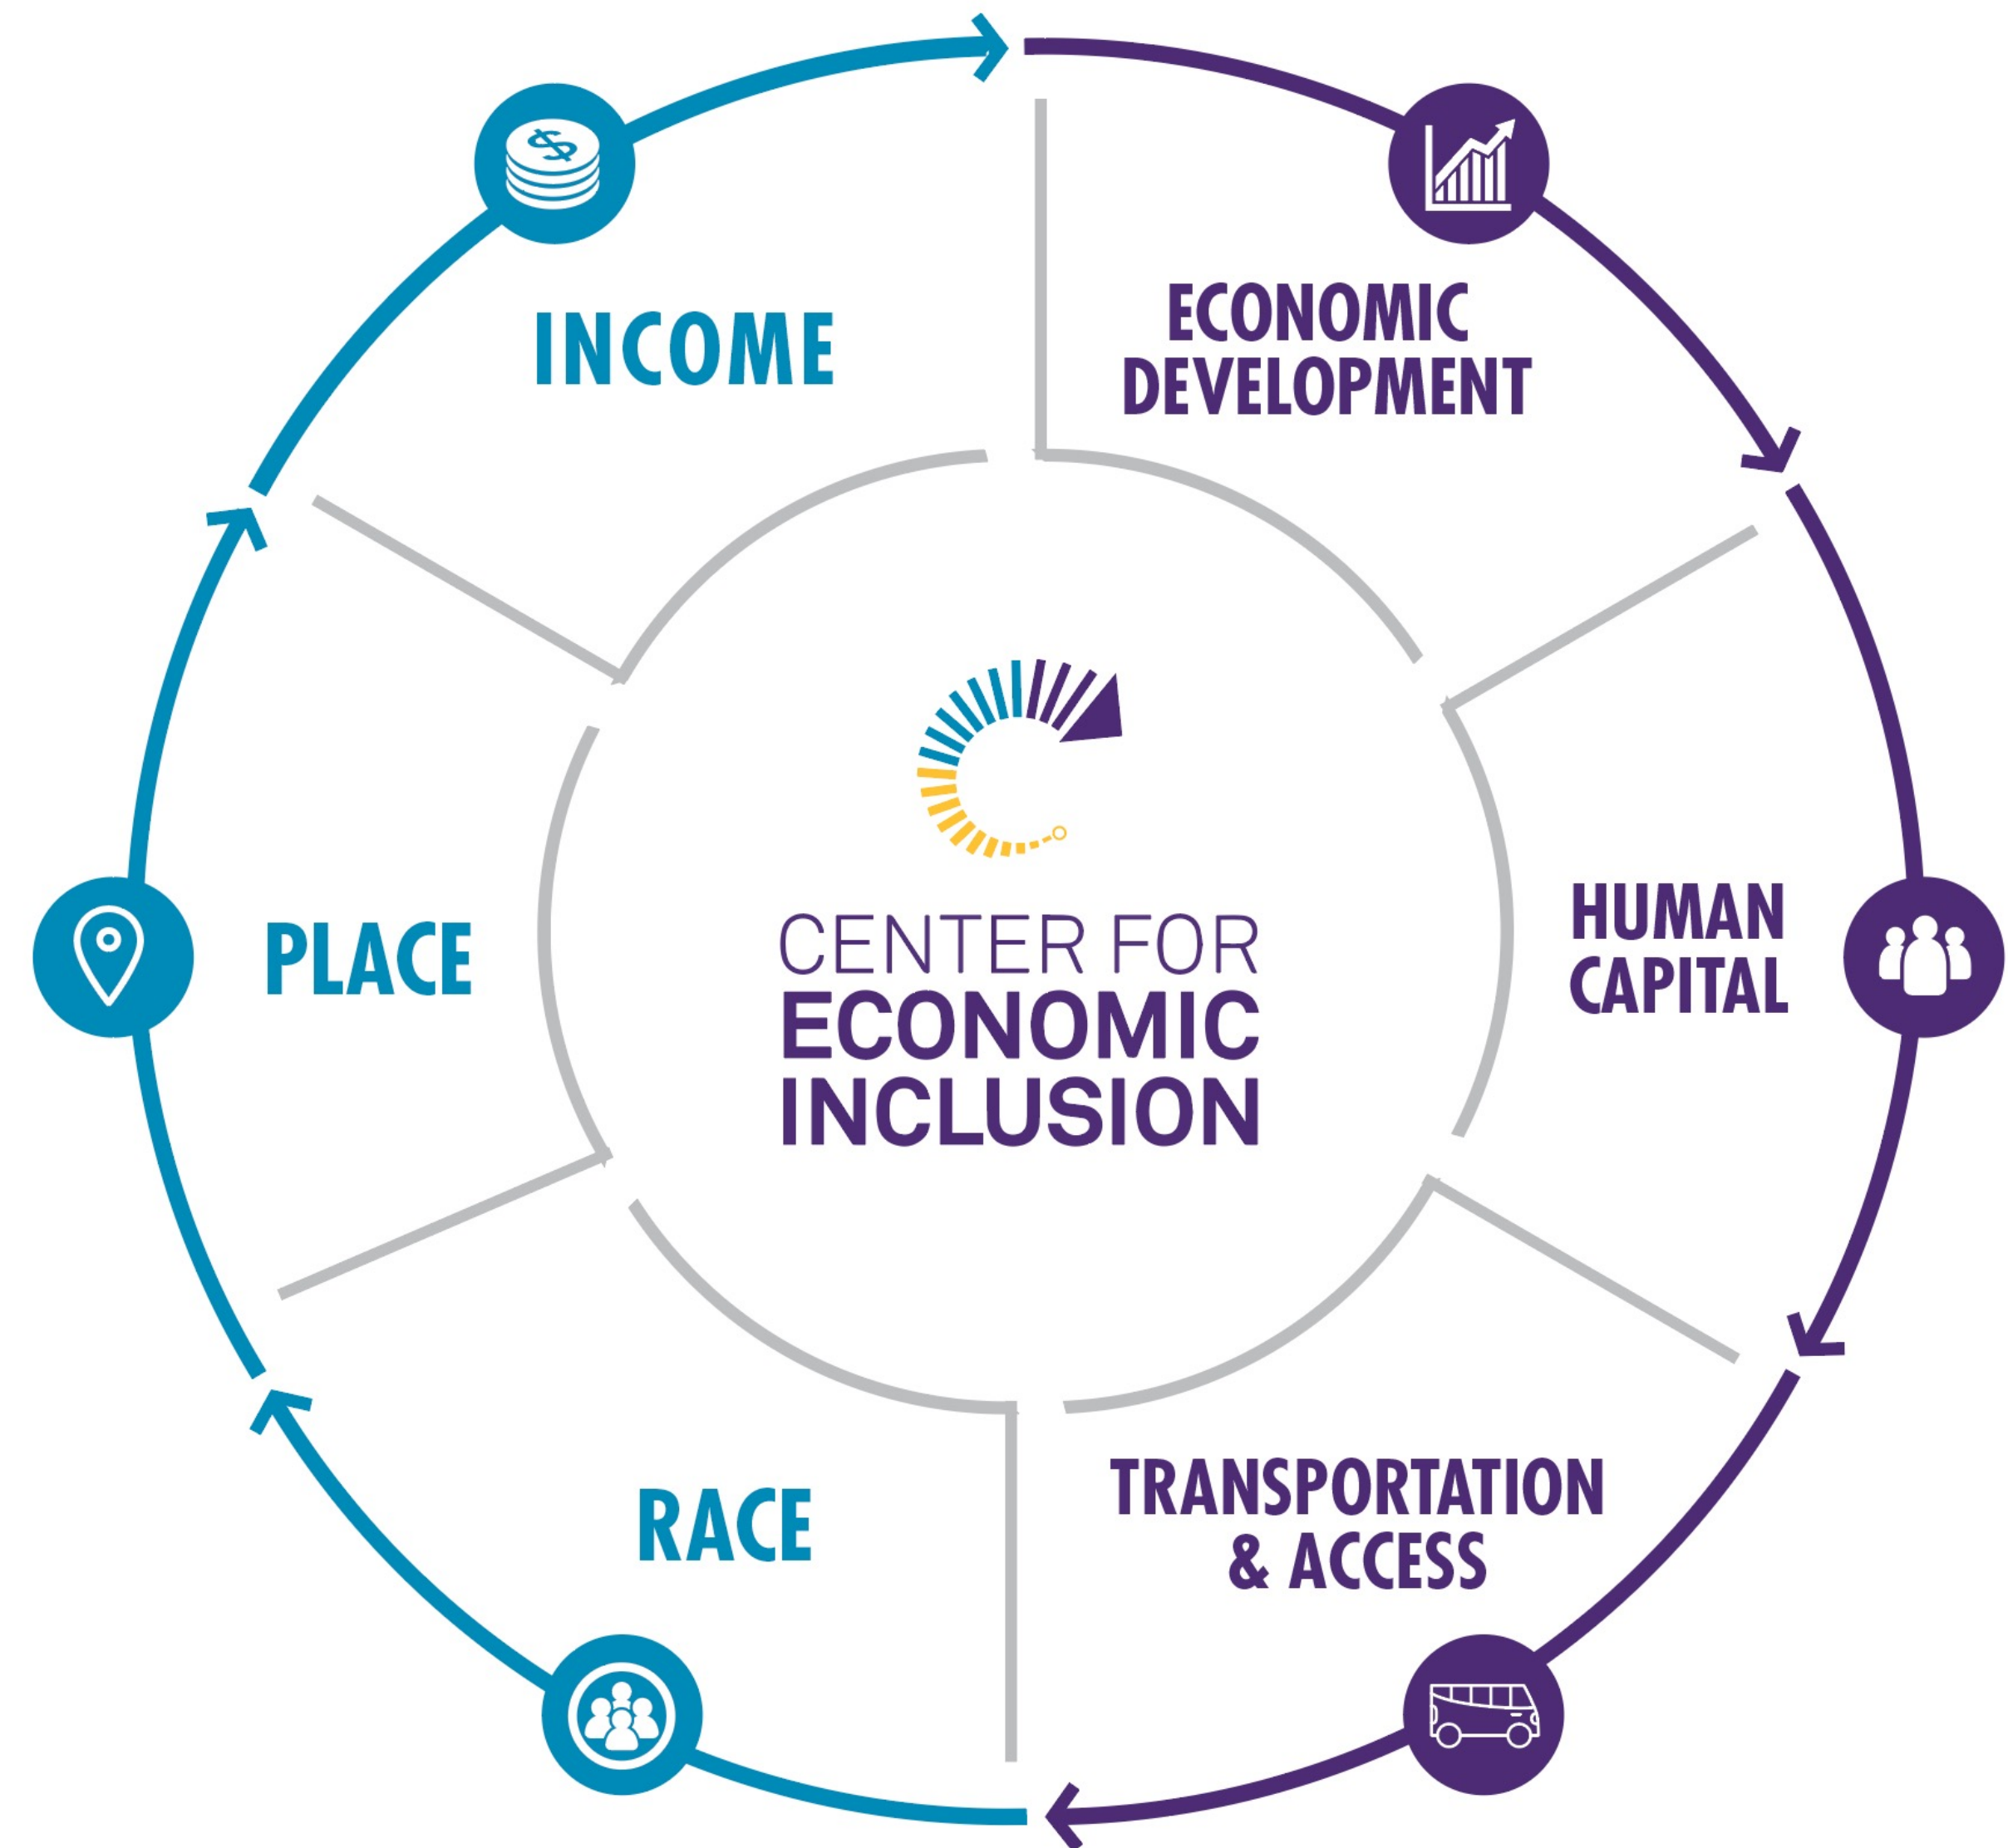 INCOME
ECONOMIC
DEVELOPMENT
PLACE
HUMAN
CAPITAL
CENTER FOR
ECONOMIC
INCLUSION
RACE
TRANSPORTATION
& ACCESS
$